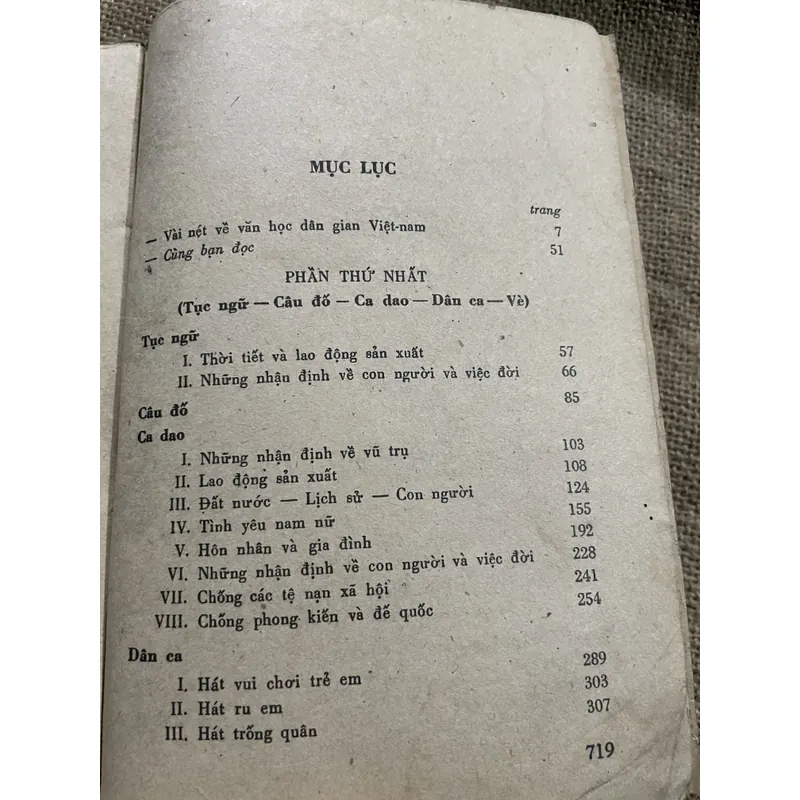 MỤC LỤC
trang
— Vài nét về văn học dân gian Việt-nam 7
— Cùng bạn đọc 51
PHẦN THỨ NHẤT
(Tục ngữ — Câu đố — Ca dao — Dân ca — Vè)
Tục ngữ
I. Thời tiết và lao động sản xuất 57
II. Những nhận định về con người và việc đời 66
Câu đố 85
Ca dao
I. Những nhận định về vũ trụ 103
II. Lao động sản xuất 108
III. Đất nước — Lịch sử — Con người 124
IV. Tình yêu nam nữ 155
V. Hôn nhân và gia đình 192
VI. Những nhận định về con người và việc đời 228
VII. Chống các tệ nạn xã hội 241
VIII. Chống phong kiến và đế quốc 254
Dân ca
I. Hát vui chơi trẻ em 289
II. Hát ru em 303
III. Hát trống quân 307
719